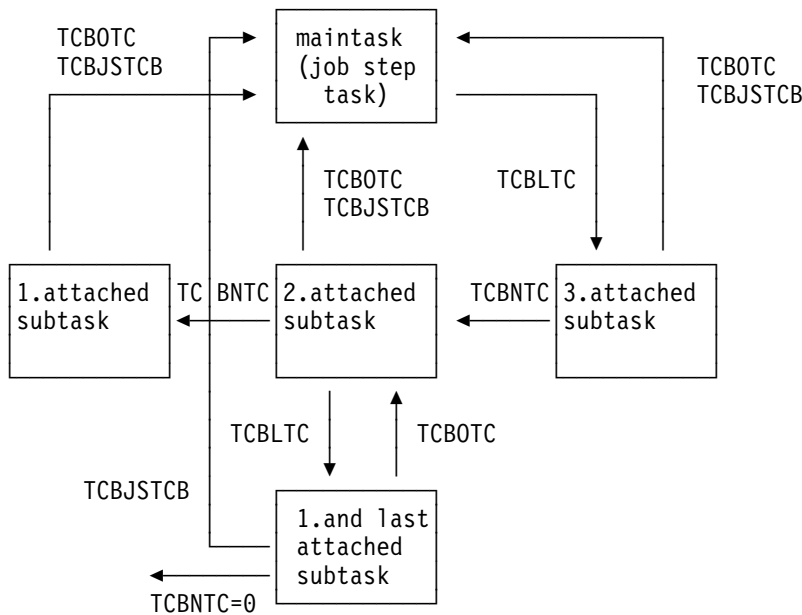 TCBOTC
TCBJSTCB
maintask
(job step
task)
TCBOTC
TCBJSTCB
TCBOTC
TCBJSTCB
TCBLTC
1.attached
subtask
TC BNTC
2.attached
subtask
TCBNTC
3.attached
subtask
TCBLTC
TCBOTC
TCBJSTCB
1.and last
attached
subtask
TCBNTC=0